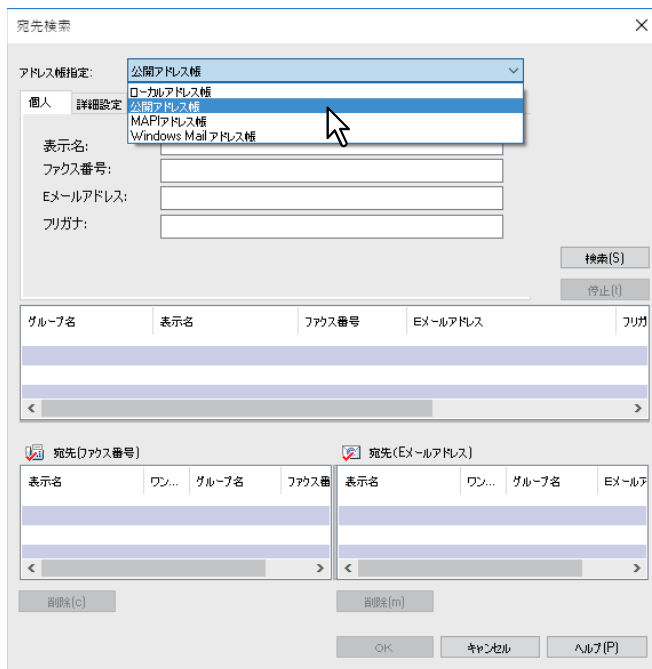 宛先検索
アドレス帳指定: 公開アドレス帳
ローカルアドレス帳
個人 詳細設定 公開アドレス帳
MAPIアドレス帳
Windows Mail アドレス帳
表示名:
ファクス番号:
Eメールアドレス:
フリガナ:
検索(S)
停止(t)
グループ名 表示名 ファクス番号 Eメールアドレス フリガ
宛先(ファクス番号) 宛先(Eメールアドレス)
表示名 ワン... グループ名 ファクス番 表示名 ワン... グループ名 Eメールア
削除(c) 削除(m)
OK キャンセル ヘルプ(P)